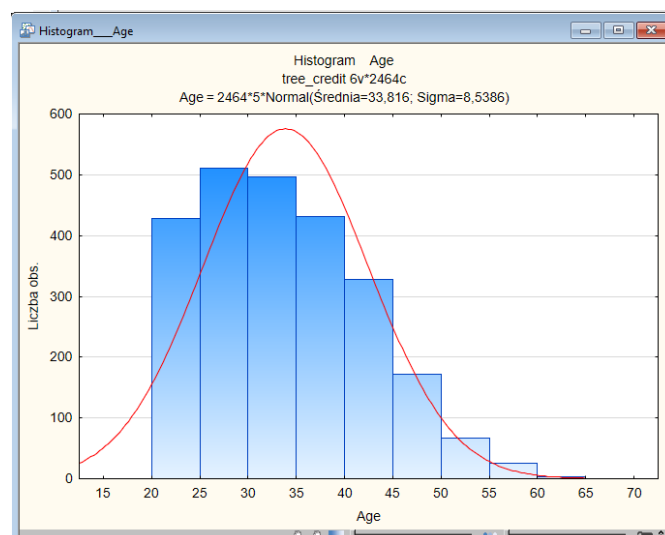 Histogram___Age
Histogram Age
tree_credit 6v*2464c
Age = 2464*5*Normal(Średnia=33,816; Sigma=8,5386)
600
500
400
300
200
100
0
Liczba obs.
15 20 25 30 35 40 45 50 55 60 65 70
Age